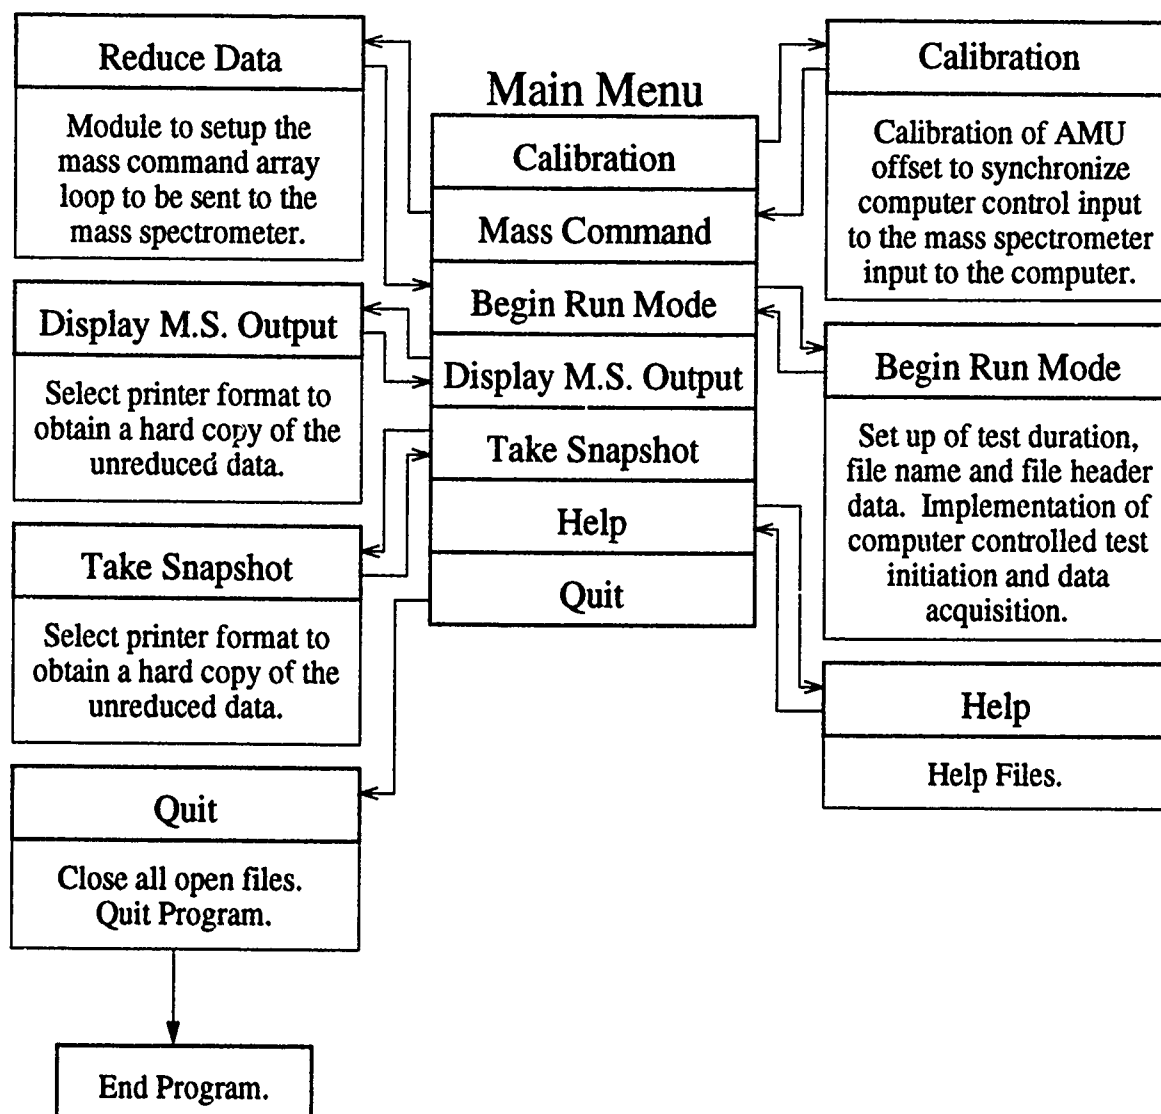 Reduce Data
Module to setup the
mass command array
loop to be sent to the
mass spectrometer.
Display M.S. Output
Select printer format to
obtain a hard copy of the
unreduced data.
Take Snapshot
Select printer format to
obtain a hard copy of the
unreduced data.
Quit
Close all open files.
Quit Program.
End Program.
Main Menu
Calibration
Mass Command
Begin Run Mode
Display M.S. Output
Take Snapshot
Help
Quit
Calibration
Calibration of AMU
offset to synchronize
computer control input
to the mass spectrometer
input to the computer.
Begin Run Mode
Set up of test duration,
file name and file header
data. Implementation of
computer controlled test
initiation and data
acquisition.
Help
Help Files.